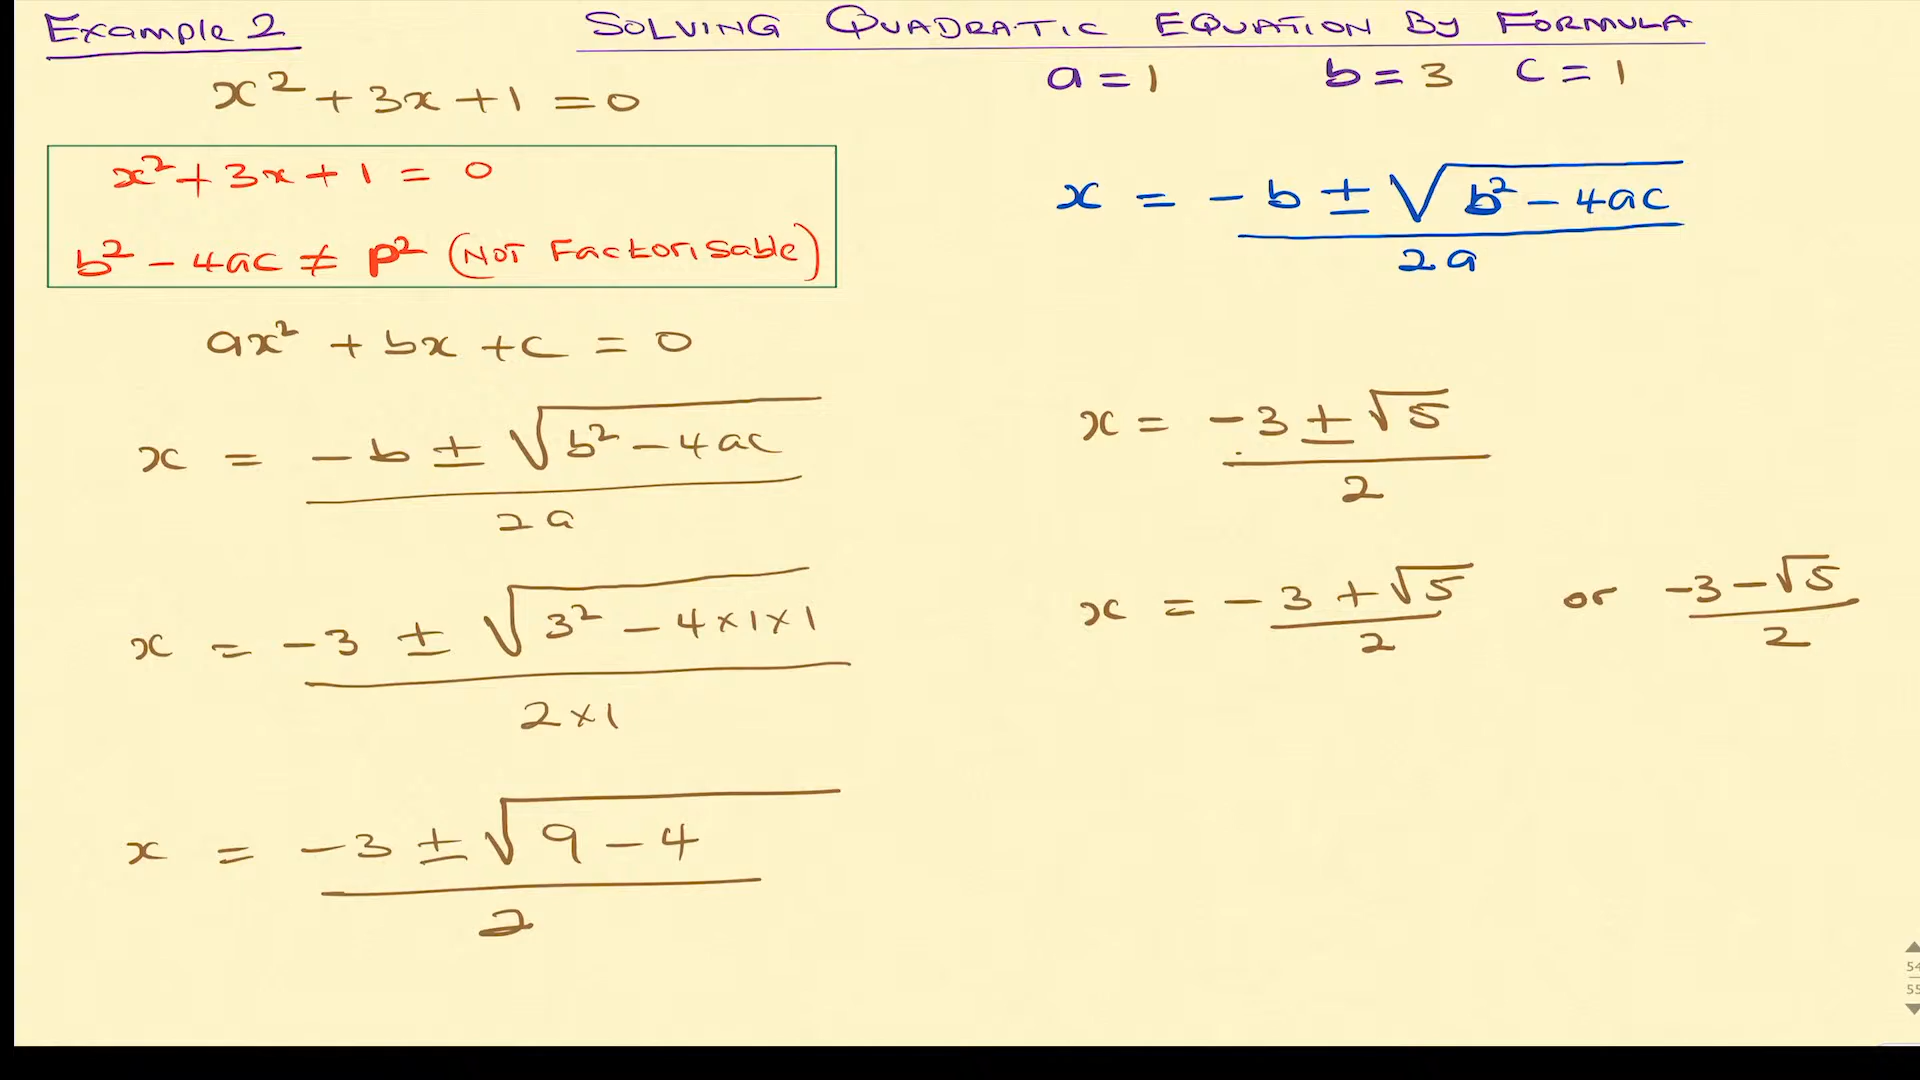 Example 2
SOLVING QUADRATIC EQUATION By FORMULA
x² + 3x + 1 = 0
a = 1 b = 3 c = 1
x² + 3x + 1 = 0
b² - 4ac ≠ P² (NOT Factorisable)
ax² + bx + c = 0
x = -b ± √(b² - 4ac)
2a
x = -3 ± √(3² - 4×1×1)
2×1
x = -3 ± √(9 - 4)
2
x = -b ± √(b² - 4ac)
2a
x = -3 ± √5
2
x = -3 + √5 or -3 - √5
2 2
54
55